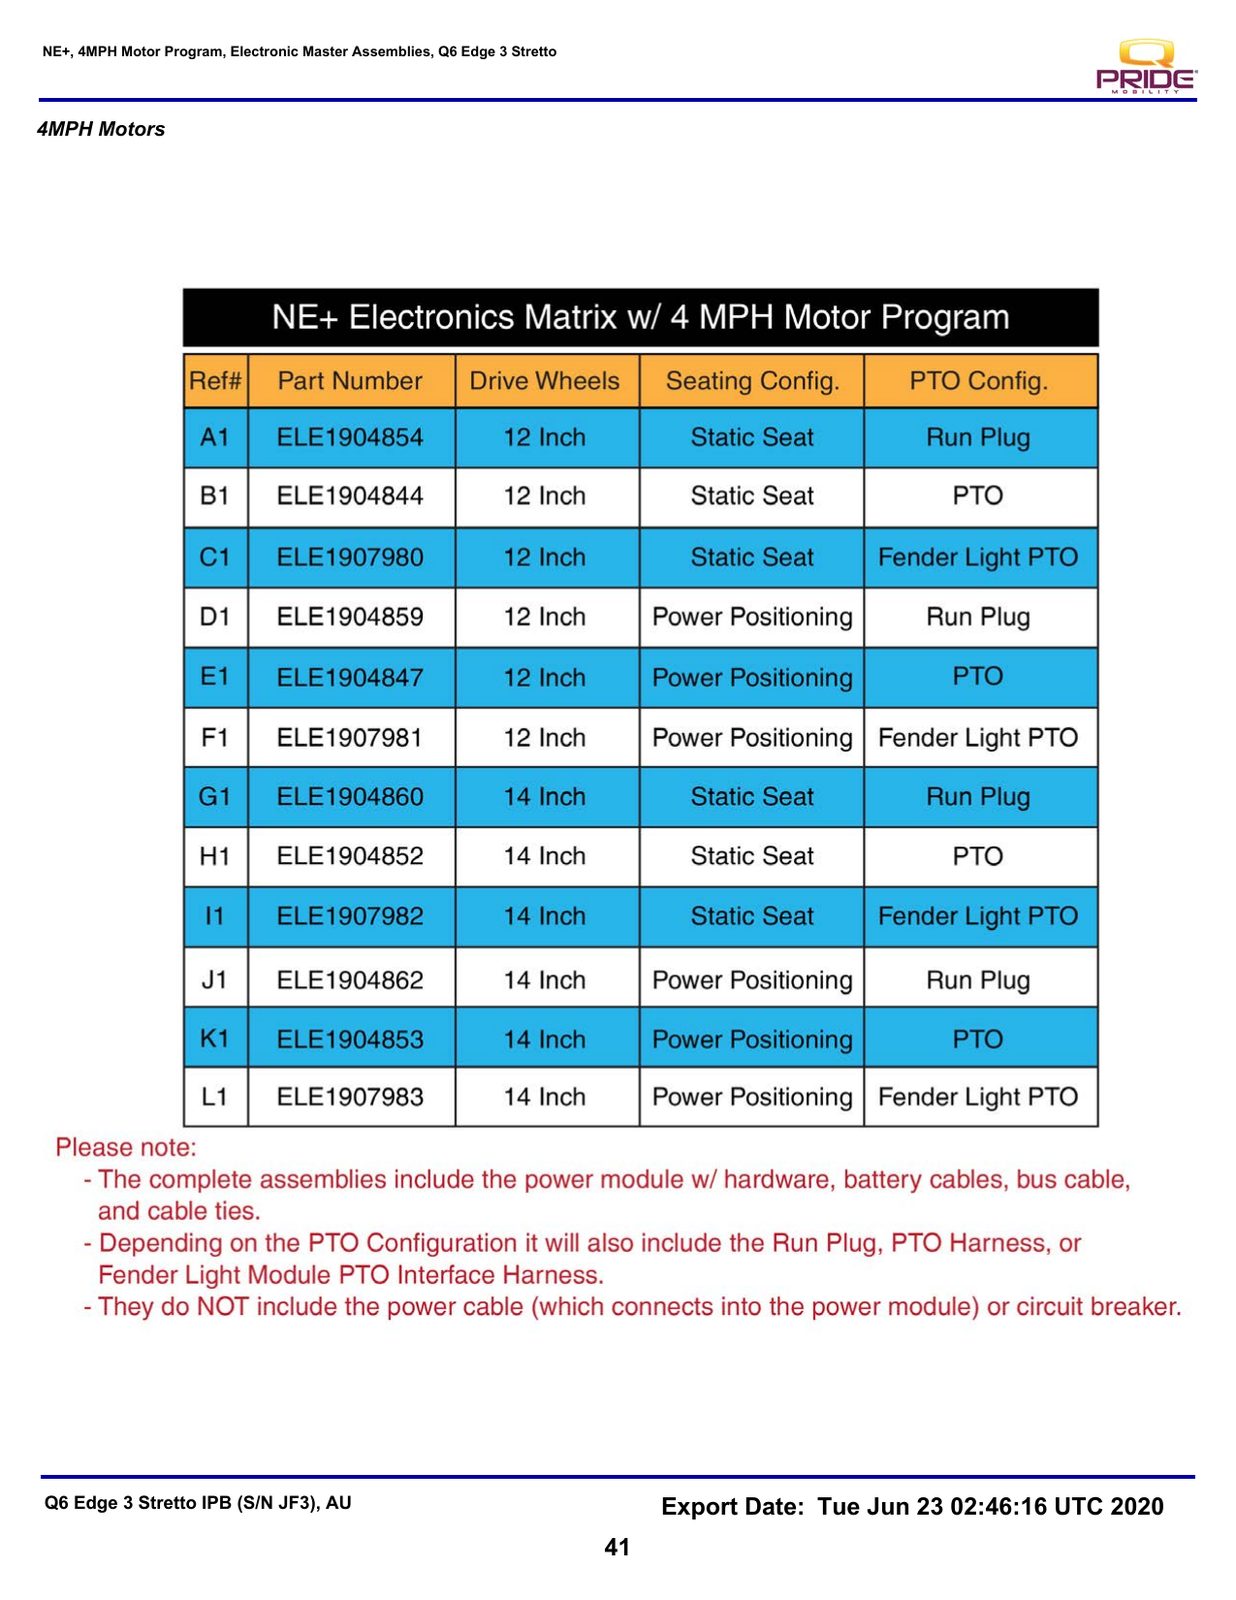 NE+, 4MPH Motor Program, Electronic Master Assemblies, Q6 Edge 3 Stretto
Q
PRIDE
MOBILITY
4MPH Motors
NE+ Electronics Matrix w/ 4 MPH Motor Program
Ref# Part Number Drive Wheels Seating Config. PTO Config.
A1 ELE1904854 12 Inch Static Seat Run Plug
B1 ELE1904844 12 Inch Static Seat PTO
C1 ELE1907980 12 Inch Static Seat Fender Light PTO
D1 ELE1904859 12 Inch Power Positioning Run Plug
E1 ELE1904847 12 Inch Power Positioning PTO
F1 ELE1907981 12 Inch Power Positioning Fender Light PTO
G1 ELE1904860 14 Inch Static Seat Run Plug
H1 ELE1904852 14 Inch Static Seat PTO
I1 ELE1907982 14 Inch Static Seat Fender Light PTO
J1 ELE1904862 14 Inch Power Positioning Run Plug
K1 ELE1904853 14 Inch Power Positioning PTO
L1 ELE1907983 14 Inch Power Positioning Fender Light PTO
Please note:
- The complete assemblies include the power module w/ hardware, battery cables, bus cable,
and cable ties.
- Depending on the PTO Configuration it will also include the Run Plug, PTO Harness, or
Fender Light Module PTO Interface Harness.
- They do NOT include the power cable (which connects into the power module) or circuit breaker.
Q6 Edge 3 Stretto IPB (S/N JF3), AU
Export Date: Tue Jun 23 02:46:16 UTC 2020
41